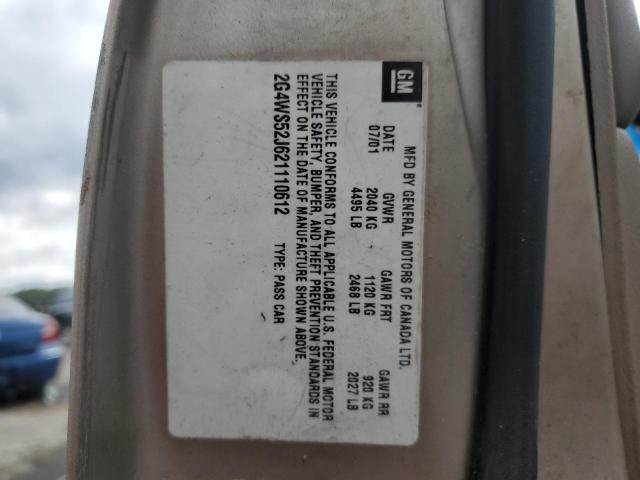 GM
MFD BY GENERAL MOTORS OF CANADA LTD.
DATE GVWR GAWR FRT GAWR RR
07/01 2040 KG 1120 KG 920 KG
4495 LB 2468 LB 2027 LB
THIS VEHICLE CONFORMS TO ALL APPLICABLE U.S. FEDERAL MOTOR
VEHICLE SAFETY, BUMPER, AND THEFT PREVENTION STANDARDS IN
EFFECT ON THE DATE OF MANUFACTURE SHOWN ABOVE.
2G4WS52J621110612 TYPE: PASS CAR